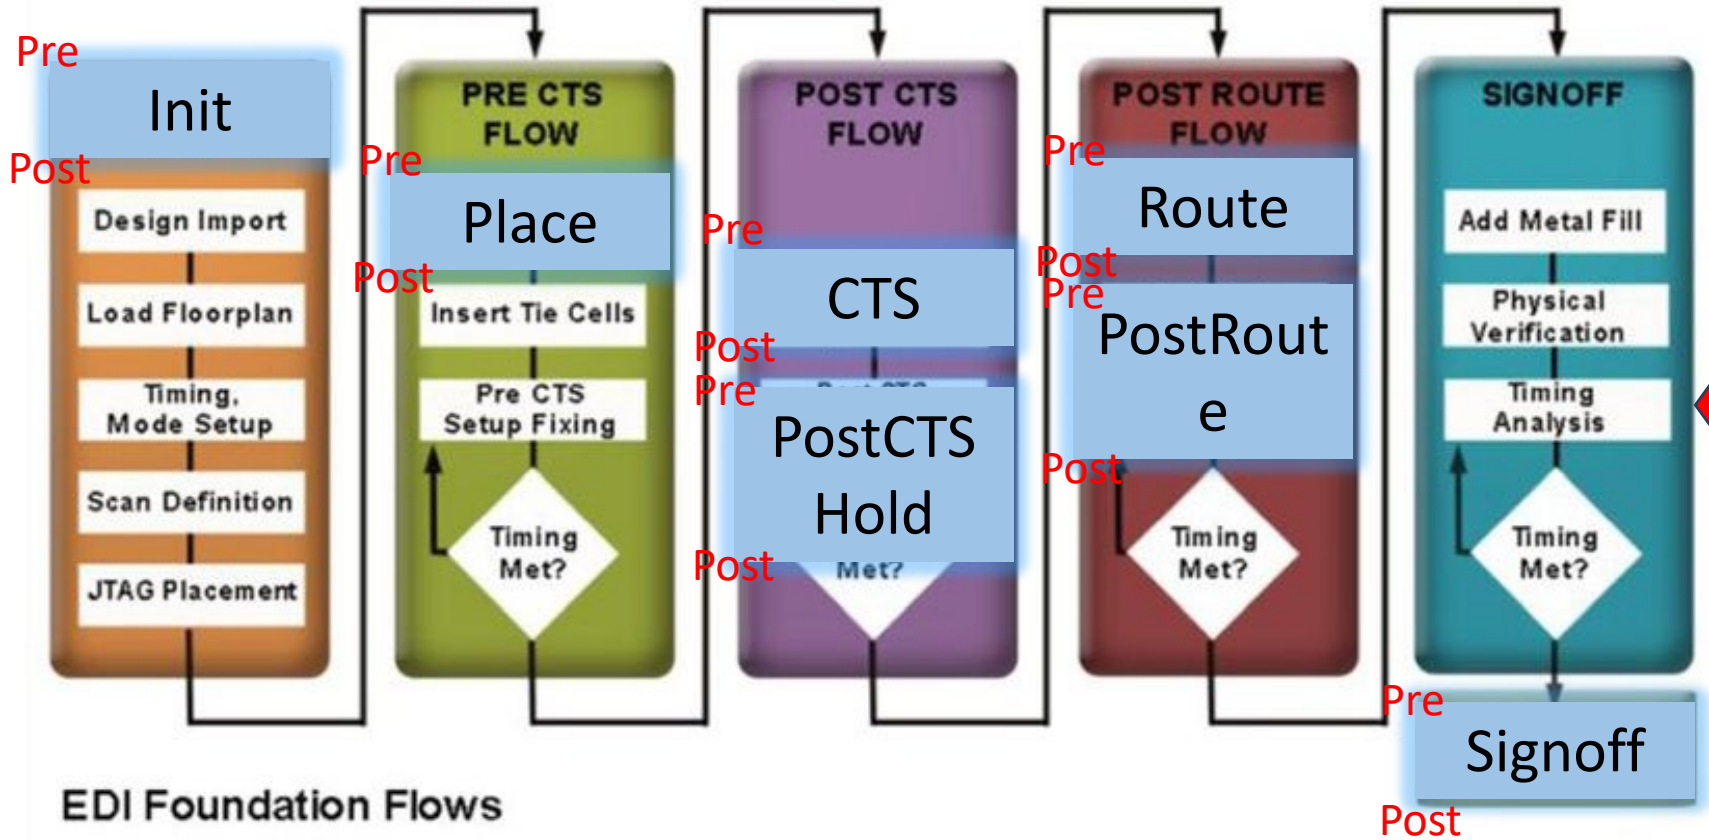 Pre
Init
Post
Design Import
Load Floorplan
Timing,
Mode Setup
Scan Definition
JTAG Placement
PRE CTS
FLOW
Pre
Place
Post
Insert Tie Cells
Pre CTS
Setup Fixing
Timing
Met?
POST CTS
FLOW
Pre
CTS
Post
Pre
PostCTS
Hold
Post
Met?
POST ROUTE
FLOW
Pre
Route
Post
Pre
PostRout
e
Post
Timing
Met?
SIGNOFF
Add Metal Fill
Physical
Verification
Timing
Analysis
Timing
Met?
Pre
Signoff
Post
EDI Foundation Flows